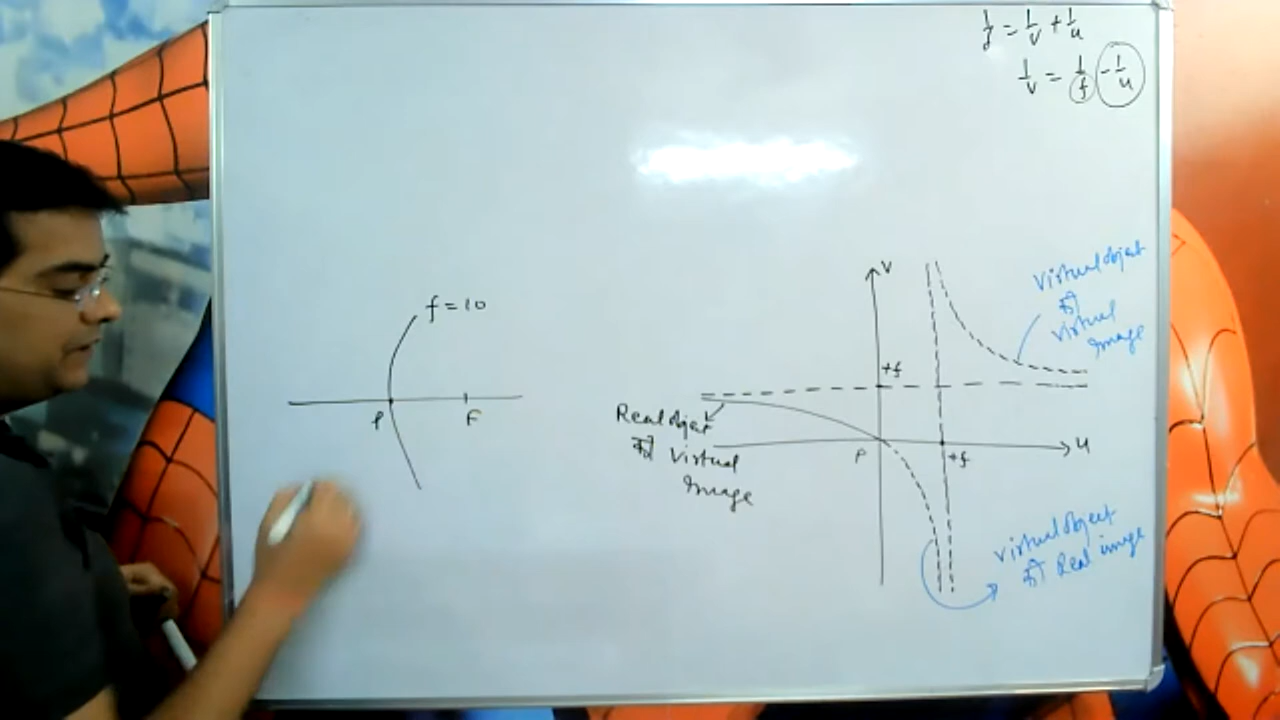 1/f = 1/v + 1/u
1/v = 1/f - 1/u
f = 10
P
F
v
+f
u
P
+f
Virtual object
की
virtual
Image
Real object
की virtual
Image
virtual object
की Real image